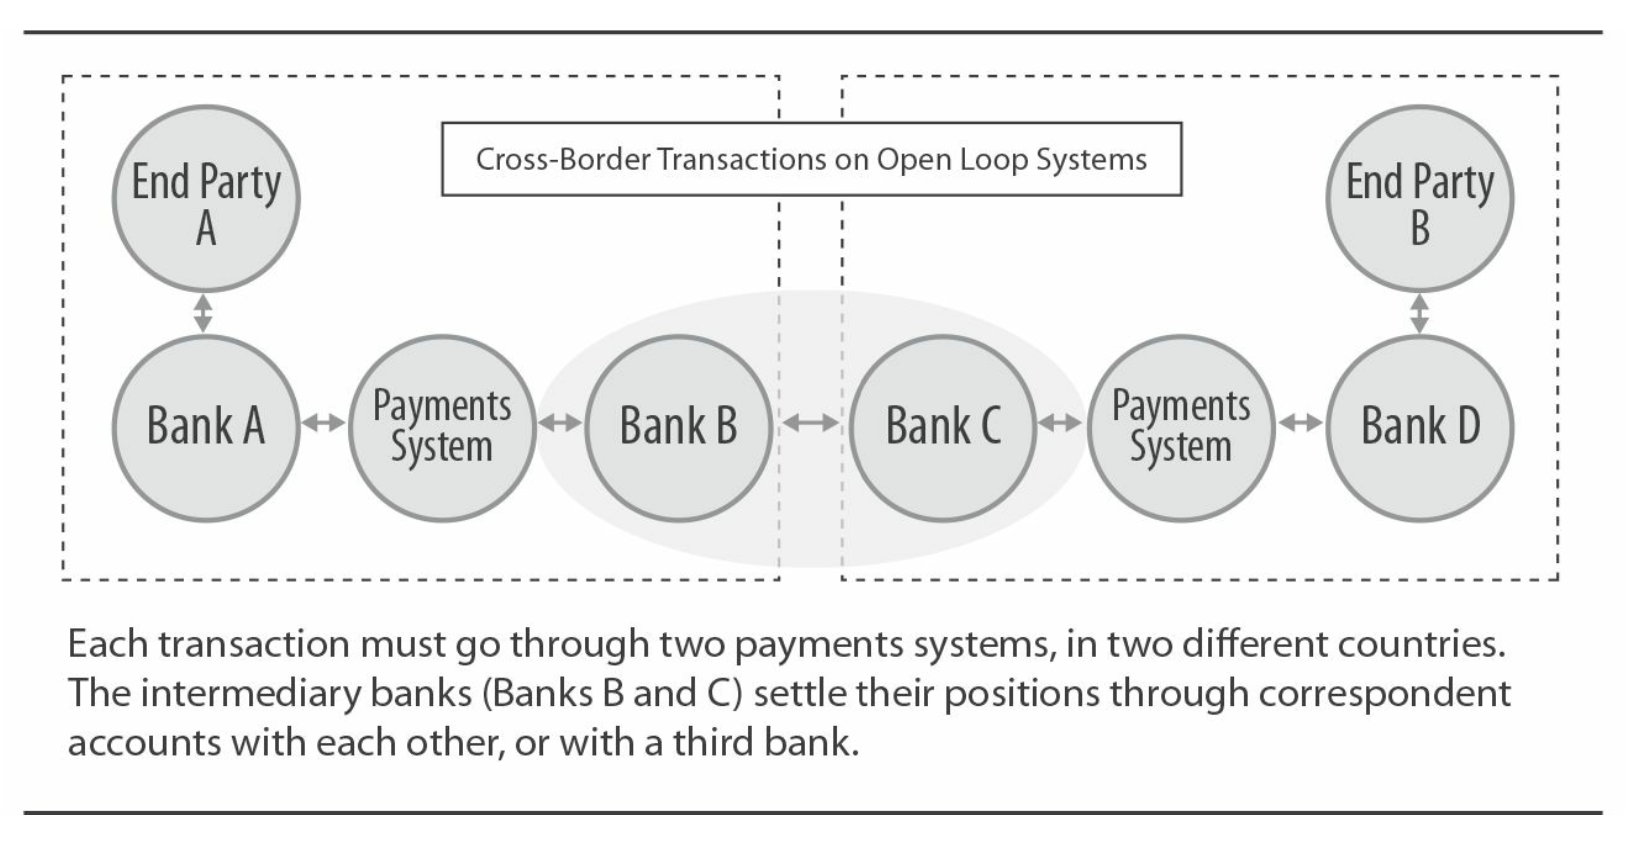 Cross-Border Transactions on Open Loop Systems
End Party
A
End Party
B
Bank A
Payments
System
Bank B
Bank C
Payments
System
Bank D
Each transaction must go through two payments systems, in two different countries.
The intermediary banks (Banks B and C) settle their positions through correspondent
accounts with each other, or with a third bank.